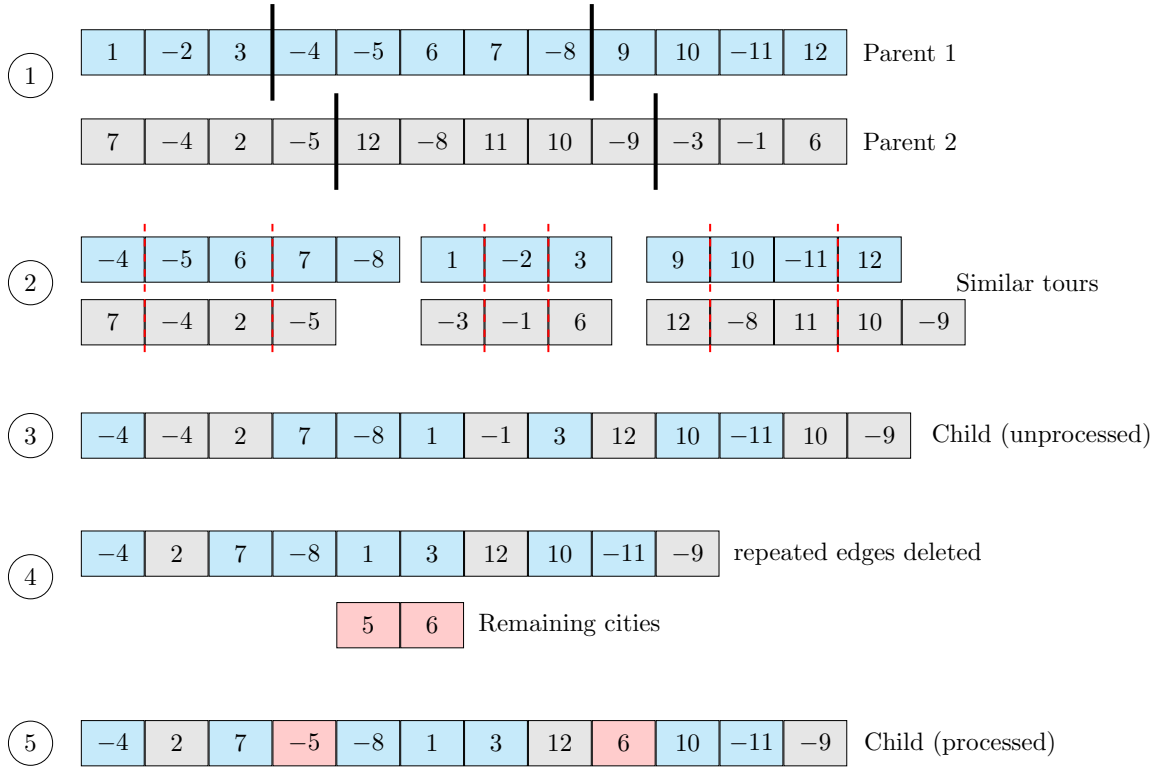 1 −2 3 −4 −5 6 7 −8 9 10 −11 12 Parent 1
1
7 −4 2 −5 12 −8 11 10 −9 −3 −1 6 Parent 2
−4 −5 6 7 −8 1 −2 3 9 10 −11 12
2 Similar tours
7 −4 2 −5 −3 −1 6 12 −8 11 10 −9
3 −4 −4 2 7 −8 1 −1 3 12 10 −11 10 −9 Child (unprocessed)
−4 2 7 −8 1 3 12 10 −11 −9 repeated edges deleted
4
5 6 Remaining cities
5 −4 2 7 −5 −8 1 3 12 6 10 −11 −9 Child (processed)